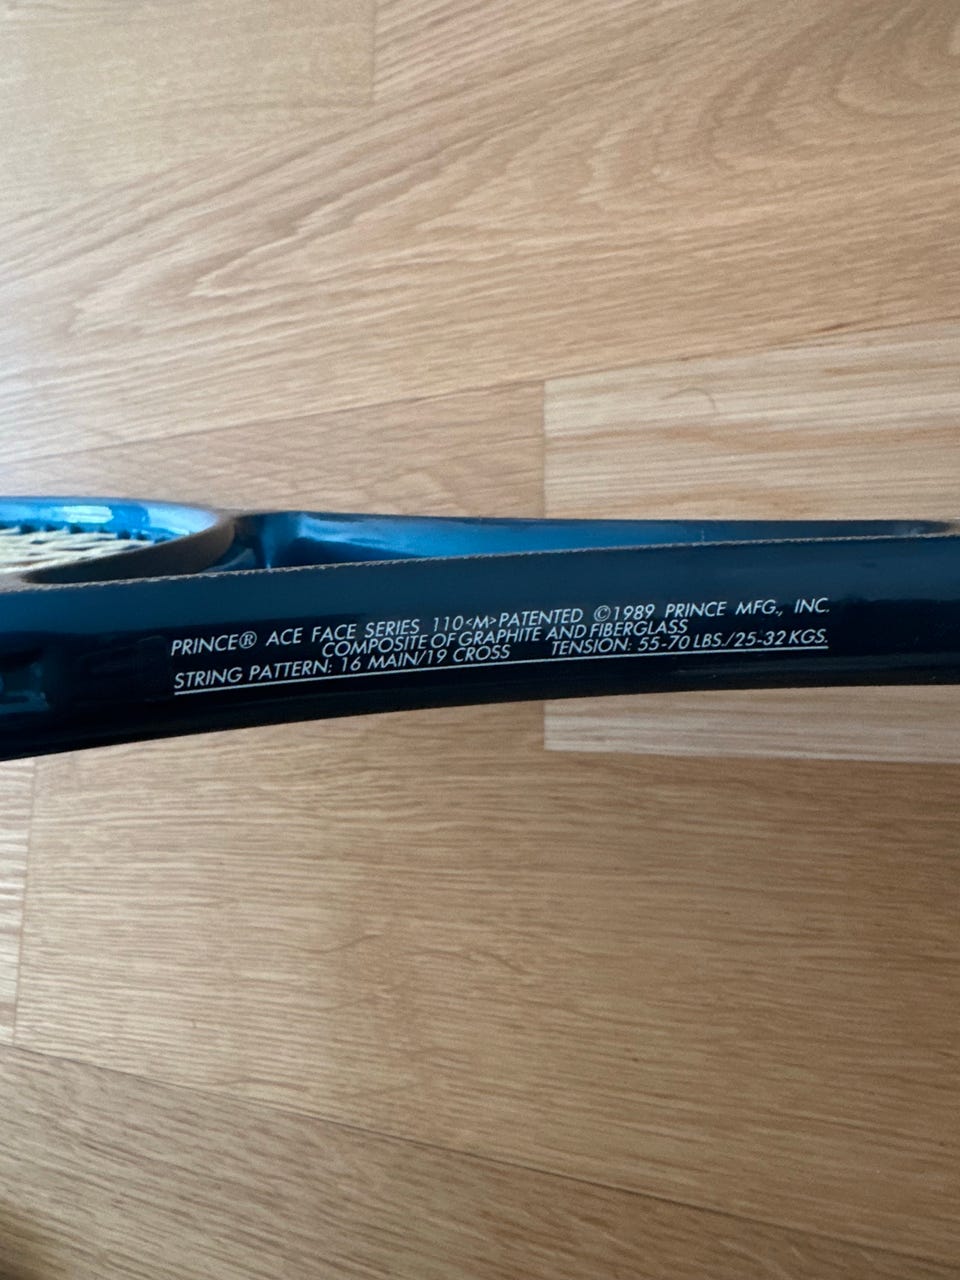 PRINCE® ACE FACE SERIES 110<M>PATENTED ©1989 PRINCE MFG., INC.
COMPOSITE OF GRAPHITE AND FIBERGLASS
STRING PATTERN: 16 MAIN/19 CROSS TENSION: 55-70 LBS./25-32 KGS.